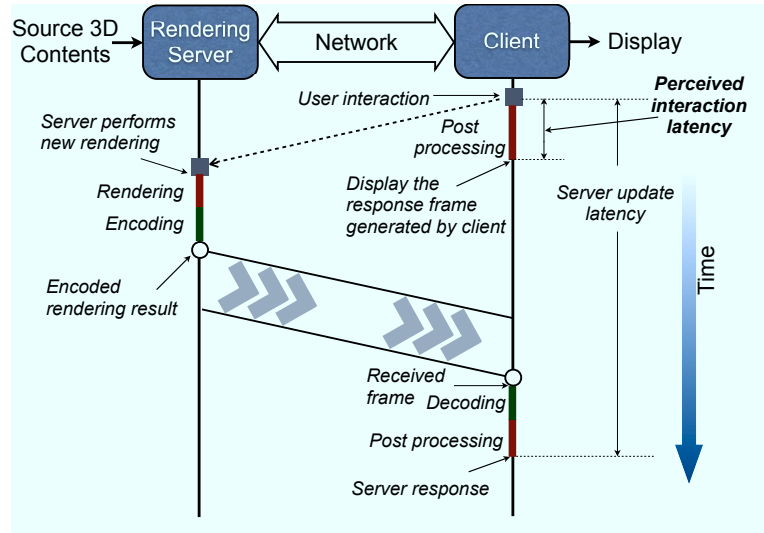 Source 3D
Contents
Rendering
Server
Network
Client
Display
User interaction
Perceived
interaction
latency
Server performs
new rendering
Post
processing
Rendering
Display the
response frame
generated by client
Server update
latency
Encoding
Time
Encoded
rendering result
Received
frame
Decoding
Post processing
Server response